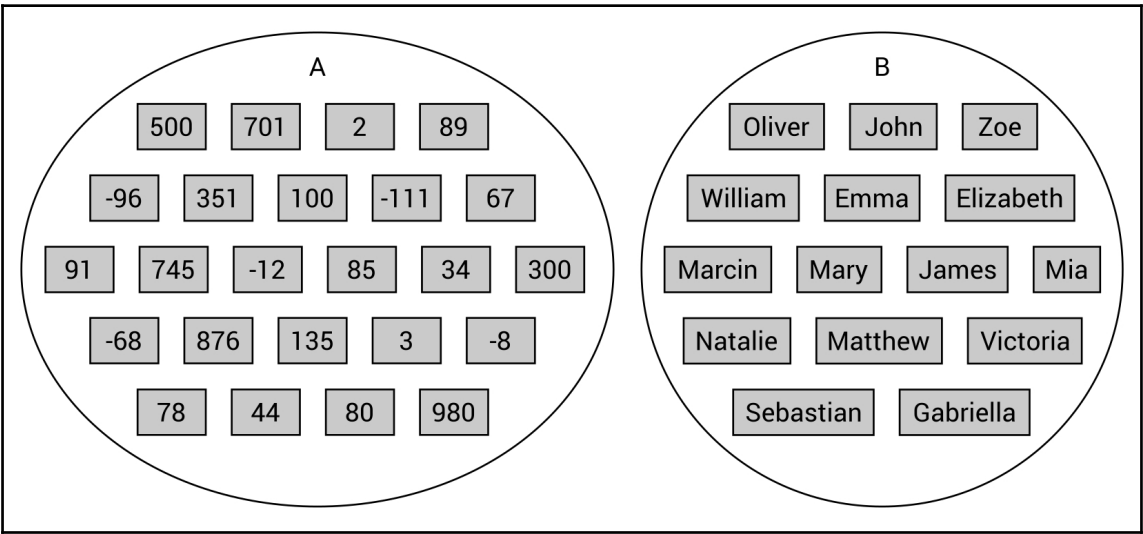 A
500 701 2 89
-96 351 100 -111 67
91 745 -12 85 34 300
-68 876 135 3 -8
78 44 80 980
B
Oliver John Zoe
William Emma Elizabeth
Marcin Mary James Mia
Natalie Matthew Victoria
Sebastian Gabriella